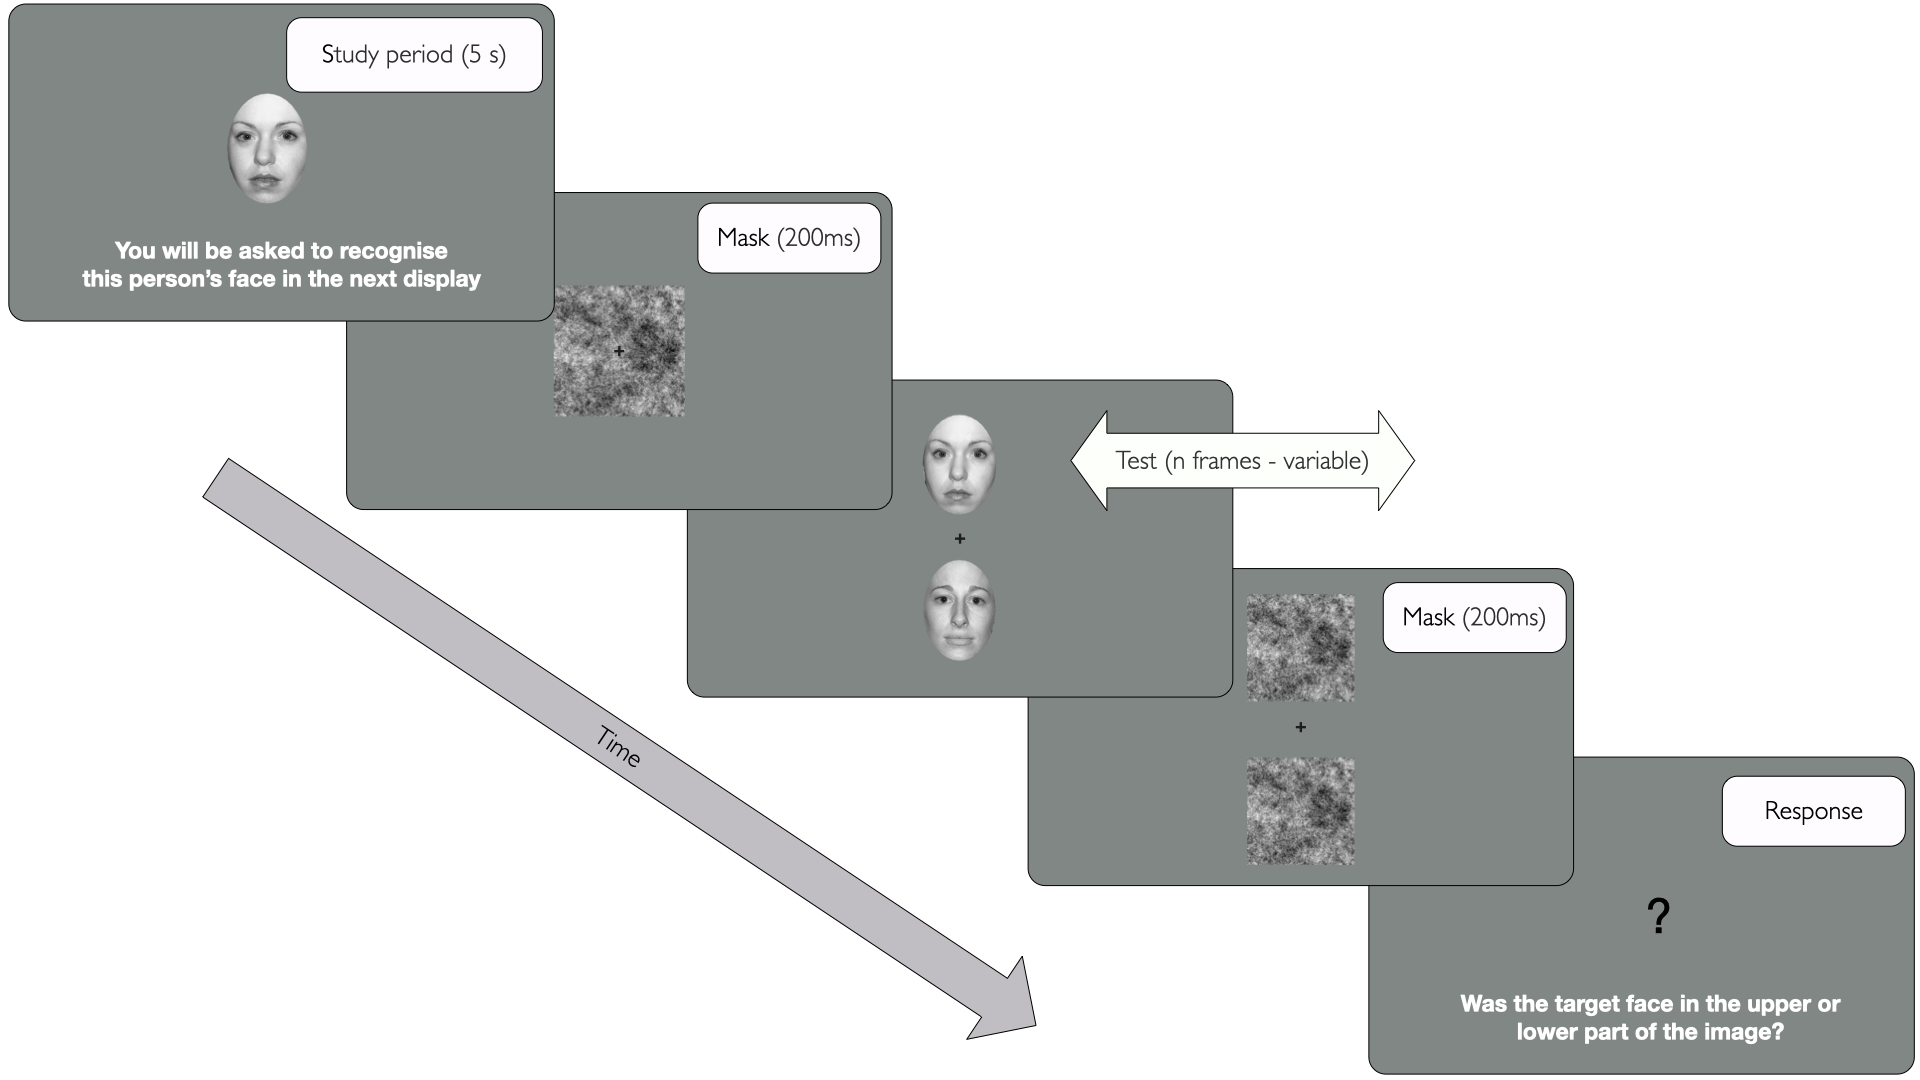 Study period (5 s)
You will be asked to recognise
this person's face in the next display
Mask (200ms)
+
Test (n frames - variable)
+
Mask (200ms)
+
Time
Response
?
Was the target face in the upper or
lower part of the image?